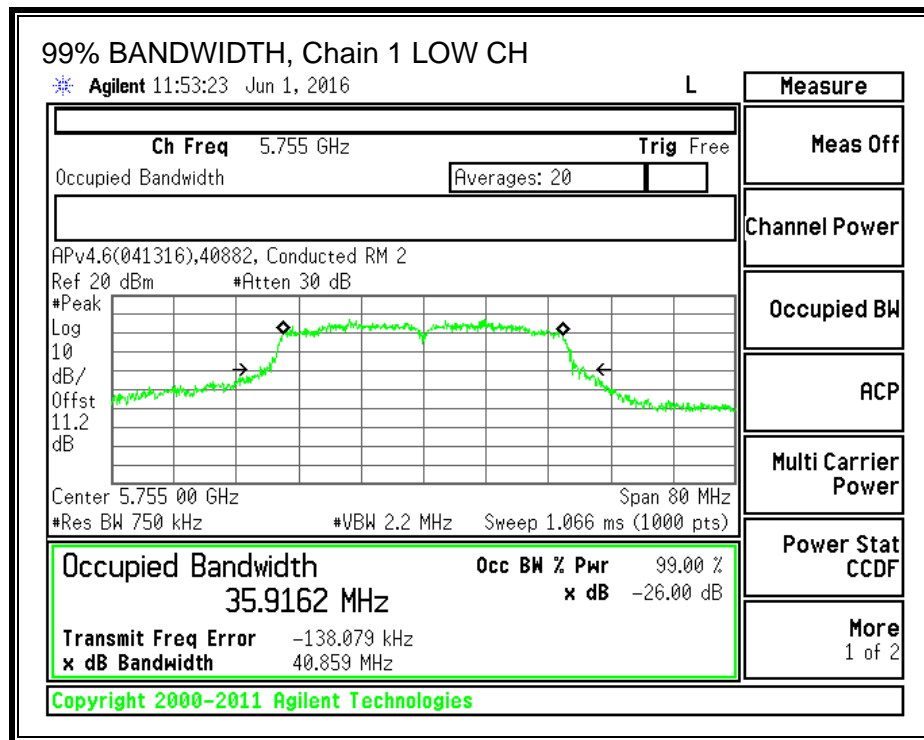 99% BANDWIDTH, Chain 1 LOW CH
Agilent 11:53:23 Jun 1, 2016 L
Measure
Ch Freq 5.755 GHz Trig Free
Meas Off
Occupied Bandwidth Averages: 20
Channel Power
APv4.6(041316),40882, Conducted RM 2
Ref 20 dBm #Atten 30 dB
#Peak
Log
10
dB/
Offst
11.2
dB
Occupied BW
ACP
Multi Carrier
Power
Center 5.755 00 GHz Span 80 MHz
#Res BW 750 kHz #VBW 2.2 MHz Sweep 1.066 ms (1000 pts)
Power Stat
CCDF
Occupied Bandwidth Occ BW % Pwr 99.00 %
35.9162 MHz x dB -26.00 dB
Transmit Freq Error -138.079 kHz
x dB Bandwidth 40.859 MHz
More
1 of 2
Copyright 2000-2011 Agilent Technologies